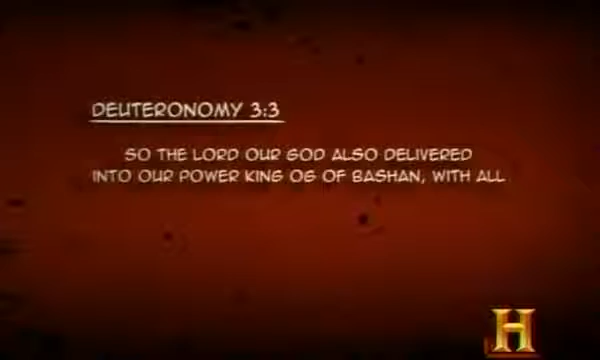 DEUTERONOMY 3:3
SO THE LORD OUR GOD ALSO DELIVERED
INTO OUR POWER KING OG OF BASHAN, WITH ALL
H